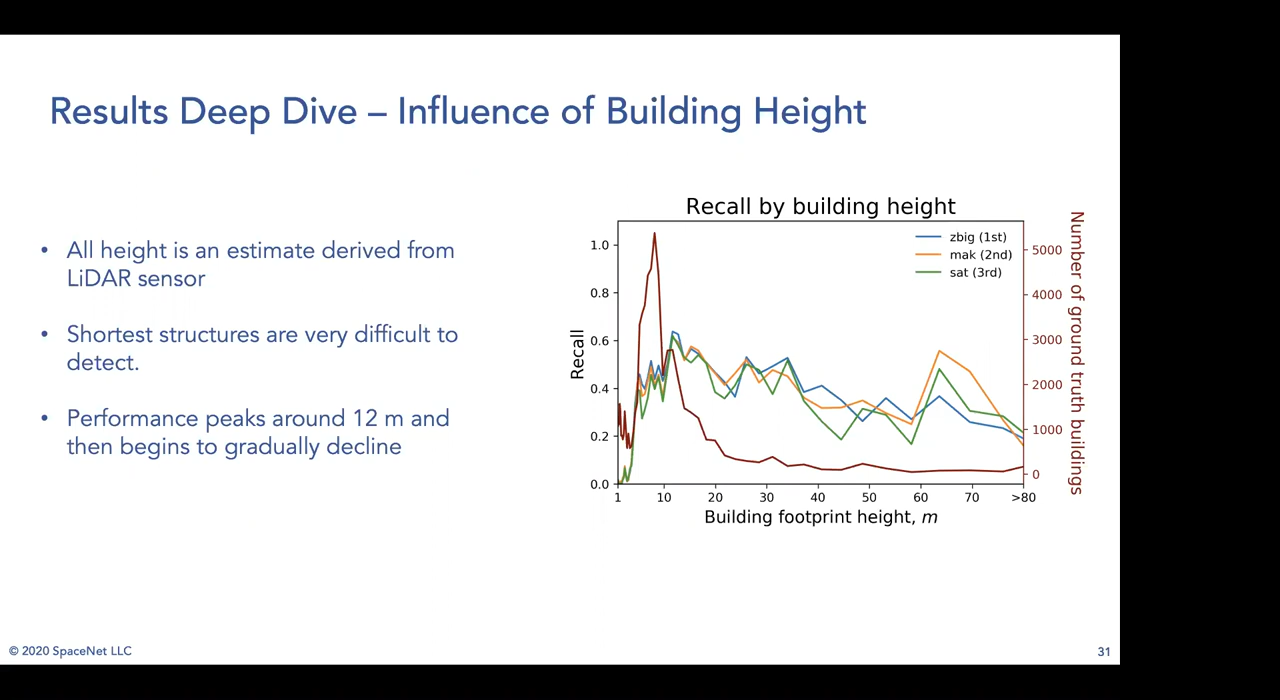 Results Deep Dive – Influence of Building Height
• All height is an estimate derived from
LiDAR sensor
• Shortest structures are very difficult to
detect.
• Performance peaks around 12 m and
then begins to gradually decline
Recall by building height
zbig (1st)
mak (2nd)
sat (3rd)
Recall
1.0
0.8
0.6
0.4
0.2
0.0
1 10 20 30 40 50 60 70 >80
Building footprint height, m
5000
4000
3000
2000
1000
0
Number of ground truth buildings
© 2020 SpaceNet LLC
31